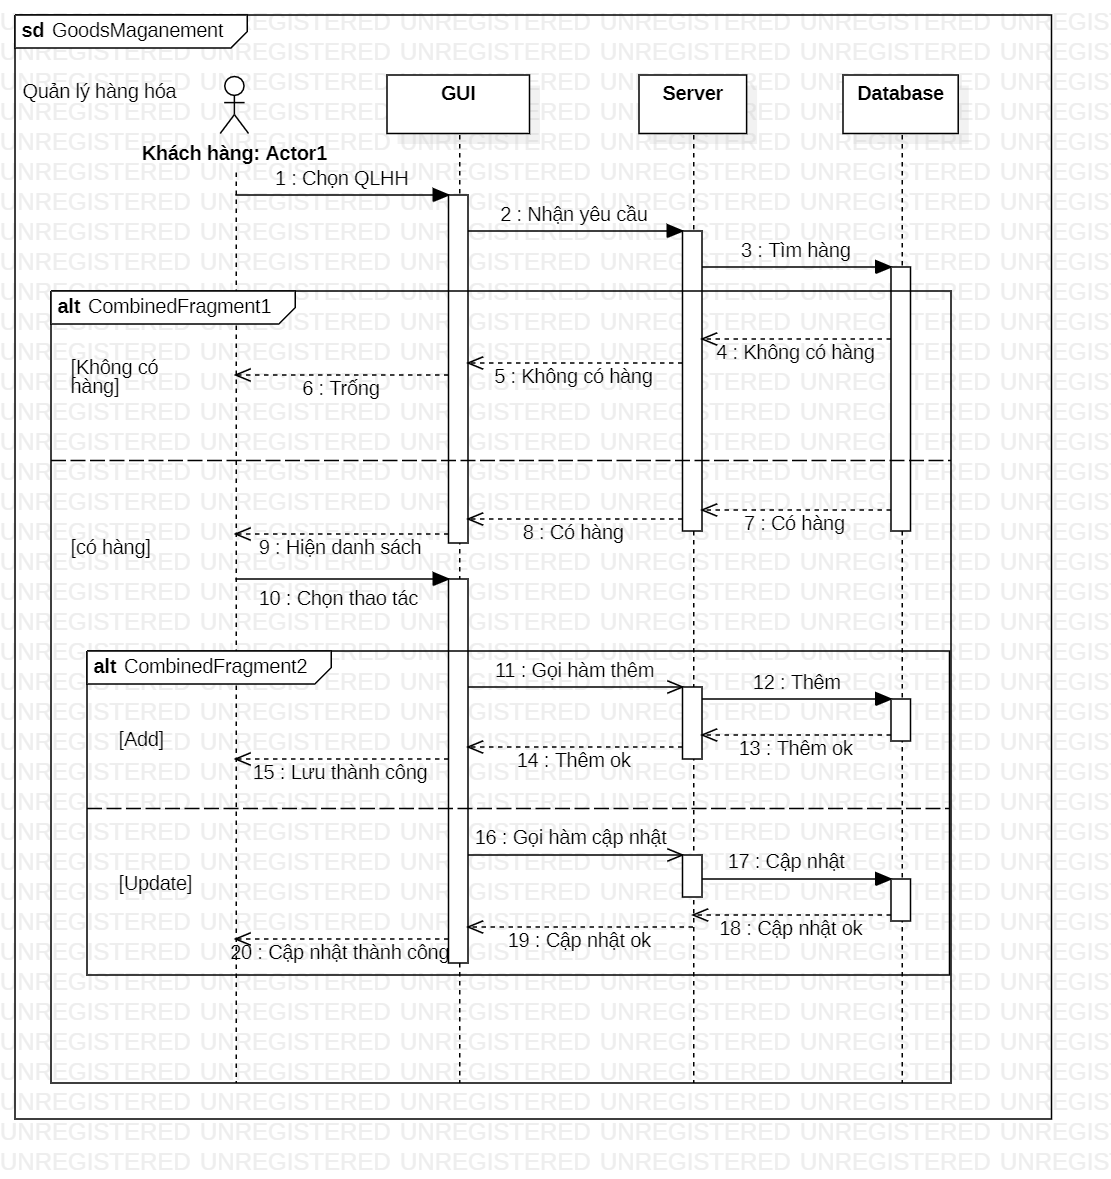 sd GoodsMaganement
Quản lý hàng hóa
GUI
Server
Database
Khách hàng: Actor1
1 : Chọn QLHH
2 : Nhận yêu cầu
3 : Tìm hàng
alt CombinedFragment1
[Không có
hàng]
4 : Không có hàng
5 : Không có hàng
6 : Trống
7 : Có hàng
8 : Có hàng
[có hàng]
9 : Hiện danh sách
10 : Chọn thao tác
alt CombinedFragment2
11 : Gọi hàm thêm
12 : Thêm
[Add]
13 : Thêm ok
14 : Thêm ok
15 : Lưu thành công
16 : Gọi hàm cập nhật
17 : Cập nhật
[Update]
18 : Cập nhật ok
19 : Cập nhật ok
20 : Cập nhật thành công
UNREGISTERED